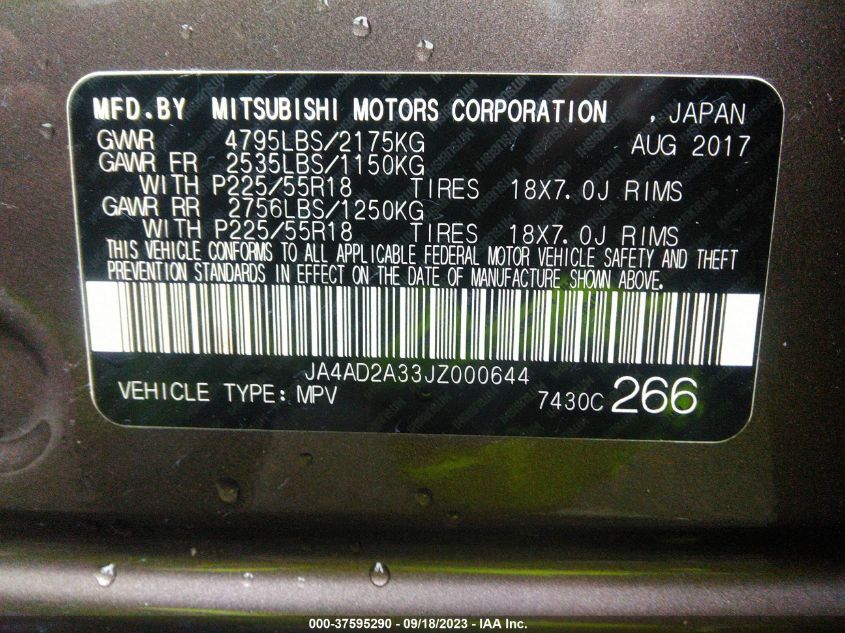 MFD.BY MITSUBISHI MOTORS CORPORATION , JAPAN
GVWR 4795LBS/2175KG AUG 2017
GAWR FR 2535LBS/1150KG
WITH P225/55R18 TIRES 18X7.0J RIMS
GAWR RR 2756LBS/1250KG
WITH P225/55R18 TIRES 18X7.0J RIMS
THIS VEHICLE CONFORMS TO ALL APPLICABLE FEDERAL MOTOR VEHICLE SAFETY AND THEFT
PREVENTION STANDARDS IN EFFECT ON THE DATE OF MANUFACTURE SHOWN ABOVE.
JA4AD2A33JZ000644
VEHICLE TYPE: MPV 7430C 266
000-37595290 - 09/18/2023 - IAA Inc.